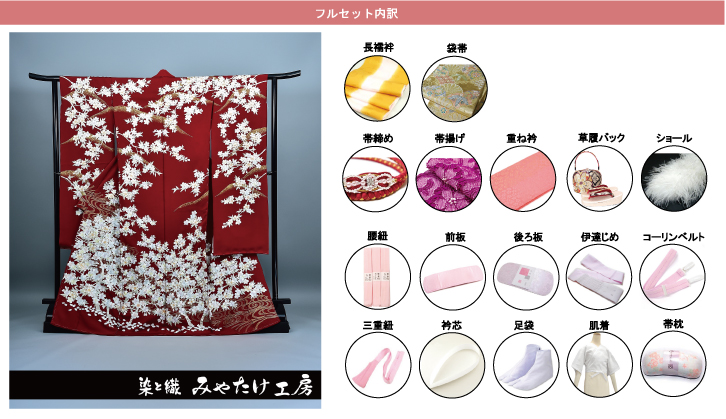 フルセット内訳
長襦袢
袋帯
帯締め
帯揚げ
重ね衿
草履バック
ショール
腰紐
前板
後ろ板
伊達じめ
コーリンベルト
三重紐
衿芯
足袋
肌着
帯枕
染と織 みやたけ工房